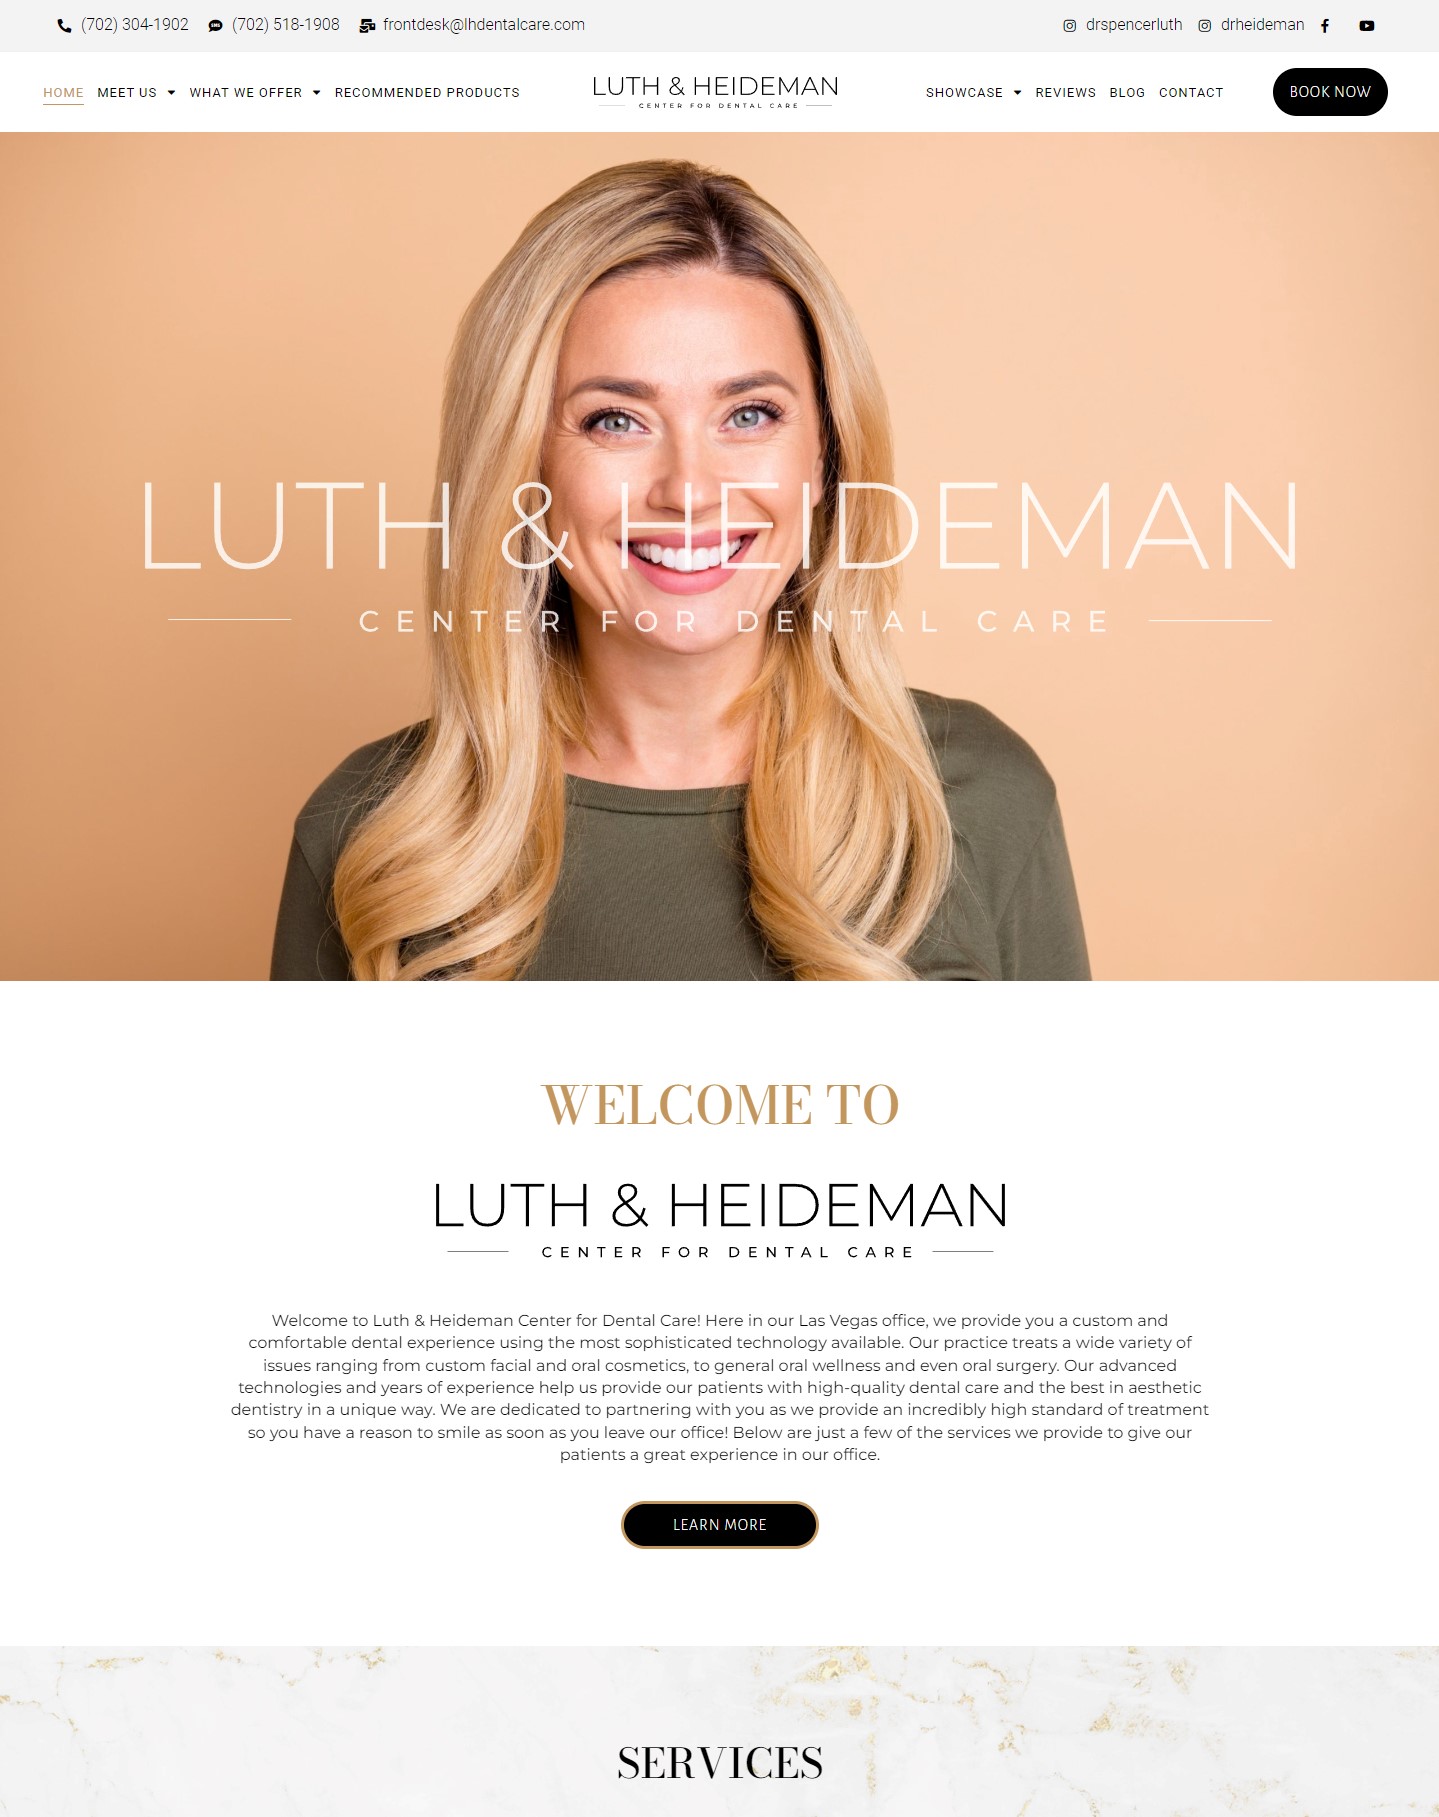 (702) 304-1902 (702) 518-1908 frontdesk@lhdentalcare.com drspencerluth drheideman
HOME MEET US WHAT WE OFFER RECOMMENDED PRODUCTS LUTH & HEIDEMAN SHOWCASE REVIEWS BLOG CONTACT BOOK NOW
CENTER FOR DENTAL CARE
LUTH & HEIDEMAN
CENTER FOR DENTAL CARE
WELCOME TO
LUTH & HEIDEMAN
CENTER FOR DENTAL CARE
Welcome to Luth & Heideman Center for Dental Care! Here in our Las Vegas office, we provide you a custom and
comfortable dental experience using the most sophisticated technology available. Our practice treats a wide variety of
issues ranging from custom facial and oral cosmetics, to general oral wellness and even oral surgery. Our advanced
technologies and years of experience help us provide our patients with high-quality dental care and the best in aesthetic
dentistry in a unique way. We are dedicated to partnering with you as we provide an incredibly high standard of treatment
so you have a reason to smile as soon as you leave our office! Below are just a few of the services we provide to give our
patients a great experience in our office.
LEARN MORE
SERVICES